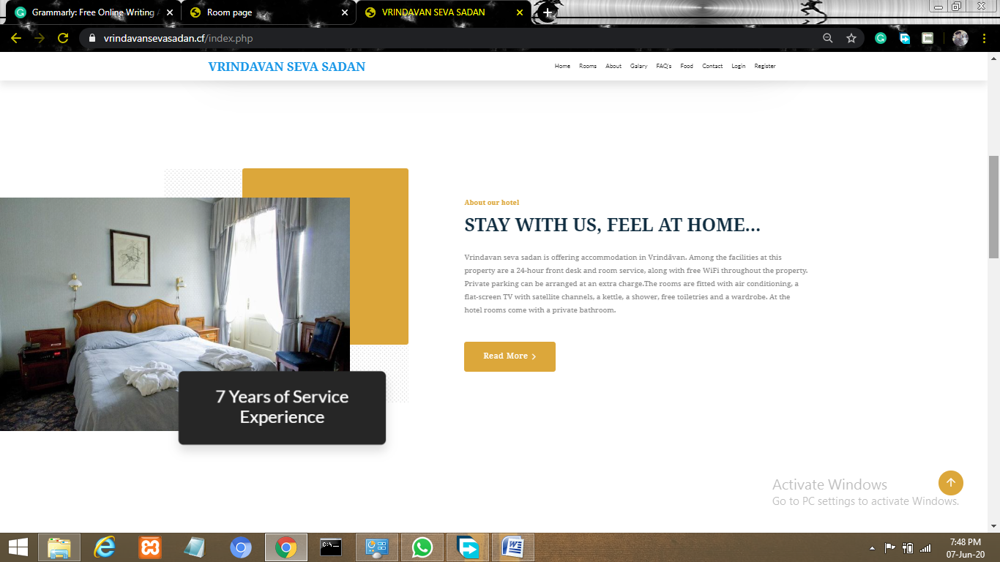 Grammarly: Free Online Writing
Room page
VRINDAVAN SEVA SADAN
vrindavansevasadan.cf/index.php
VRINDAVAN SEVA SADAN
Home Rooms About Galary FAQ's Food Contact Login Register
About our hotel
STAY WITH US, FEEL AT HOME...
Vrindavan seva sadan is offering accommodation in Vrindāvan. Among the facilities at this
property are a 24-hour front desk and room service, along with free WiFi throughout the property.
Private parking can be arranged at an extra charge.The rooms are fitted with air conditioning, a
flat-screen TV with satellite channels, a kettle, a shower, free toiletries and a wardrobe. At the
hotel rooms come with a private bathroom.
Read More
7 Years of Service
Experience
Activate Windows
Go to PC settings to activate Windows.
7:48 PM
07-Jun-20